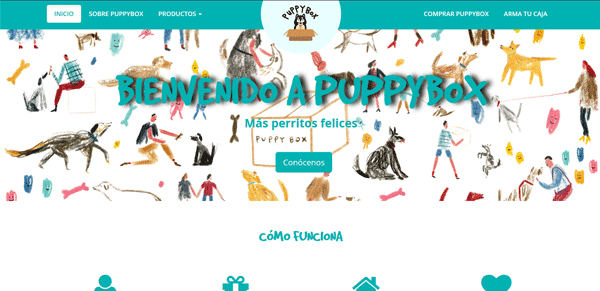 INICIO
SOBRE PUPPYBOX
PRODUCTOS
PUPPYBOX
COMPRAR PUPPYBOX
ARMA TU CAJA
BIENVENIDO A PUPPYBOX
Más perritos felices
PUPPY BOX
Conócenos
CÓMO FUNCIONA